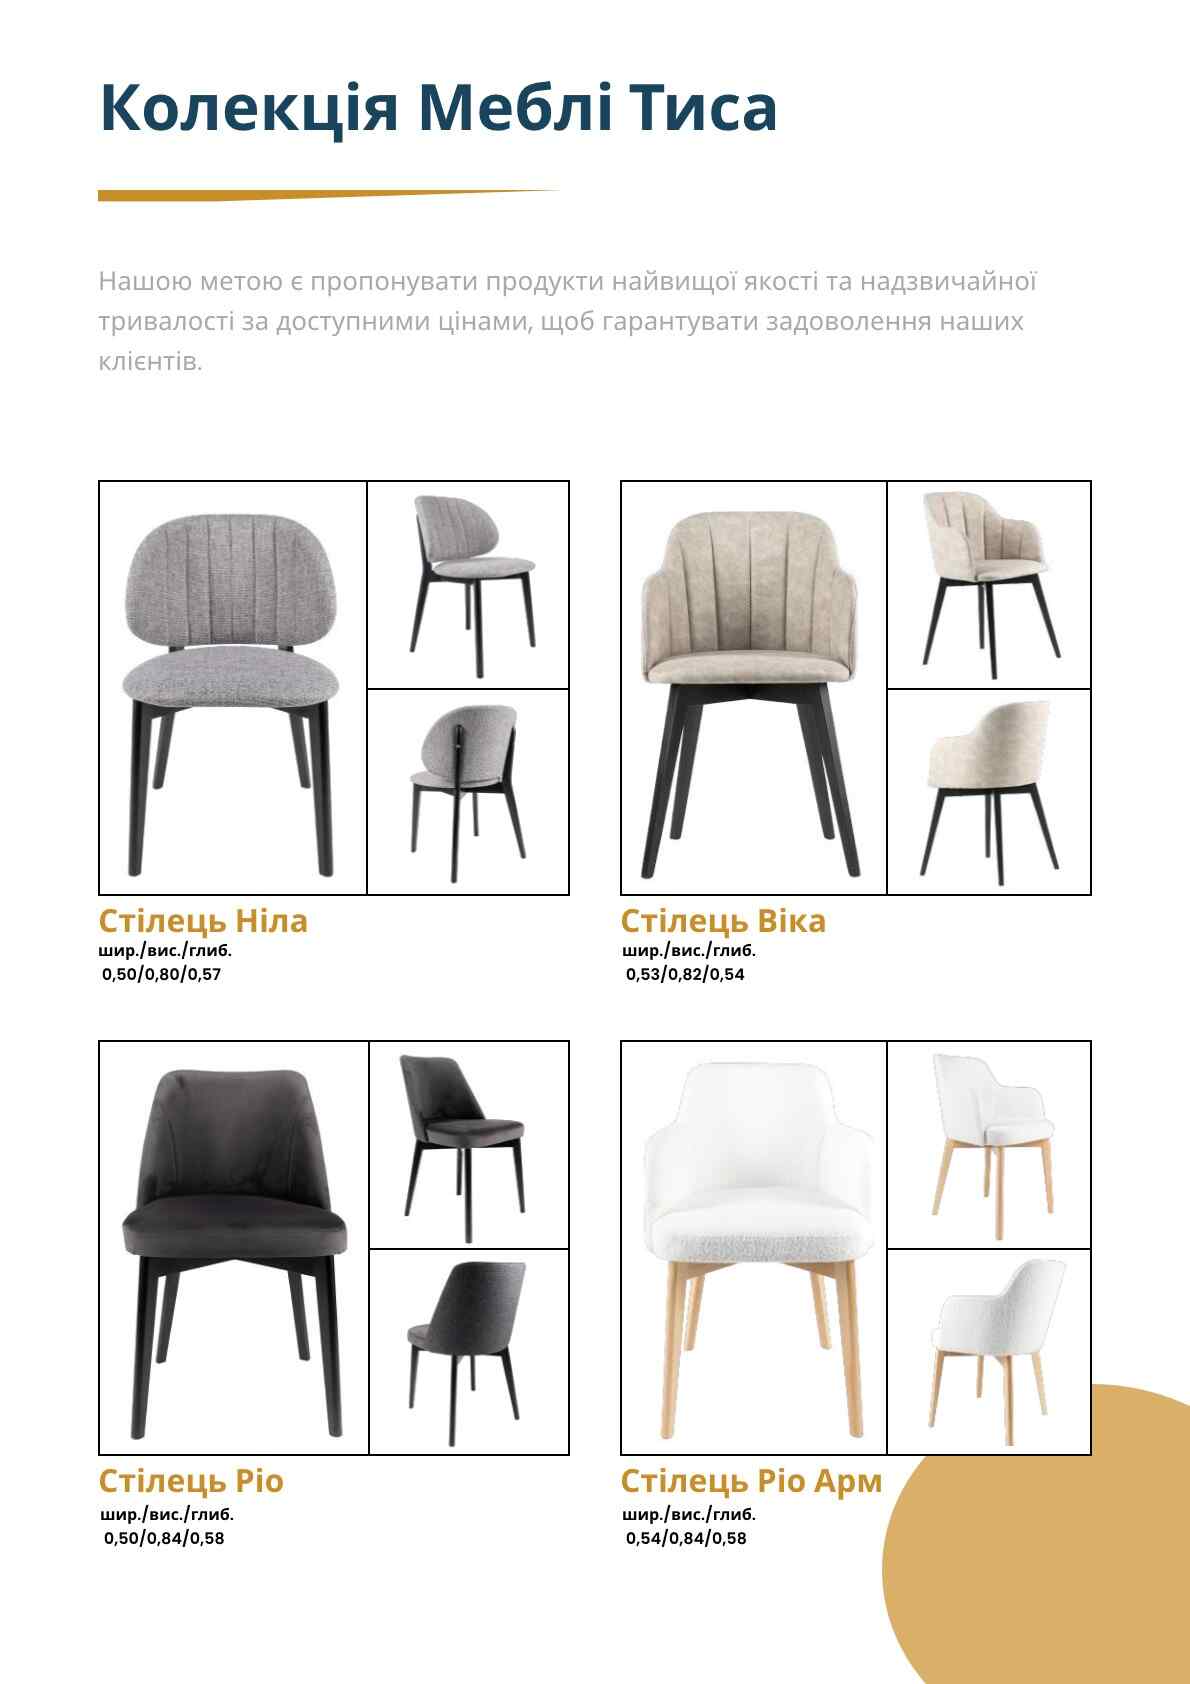 Колекція Меблі Тиса
Нашою метою є пропонувати продукти найвищої якості та надзвичайної
тривалості за доступними цінами, щоб гарантувати задоволення наших
клієнтів.
Стілець Ніла
шир./вис./глиб.
0,50/0,80/0,57
Стілець Віка
шир./вис./глиб.
0,53/0,82/0,54
Стілець Ріо
шир./вис./глиб.
0,50/0,84/0,58
Стілець Ріо Арм
шир./вис./глиб.
0,54/0,84/0,58